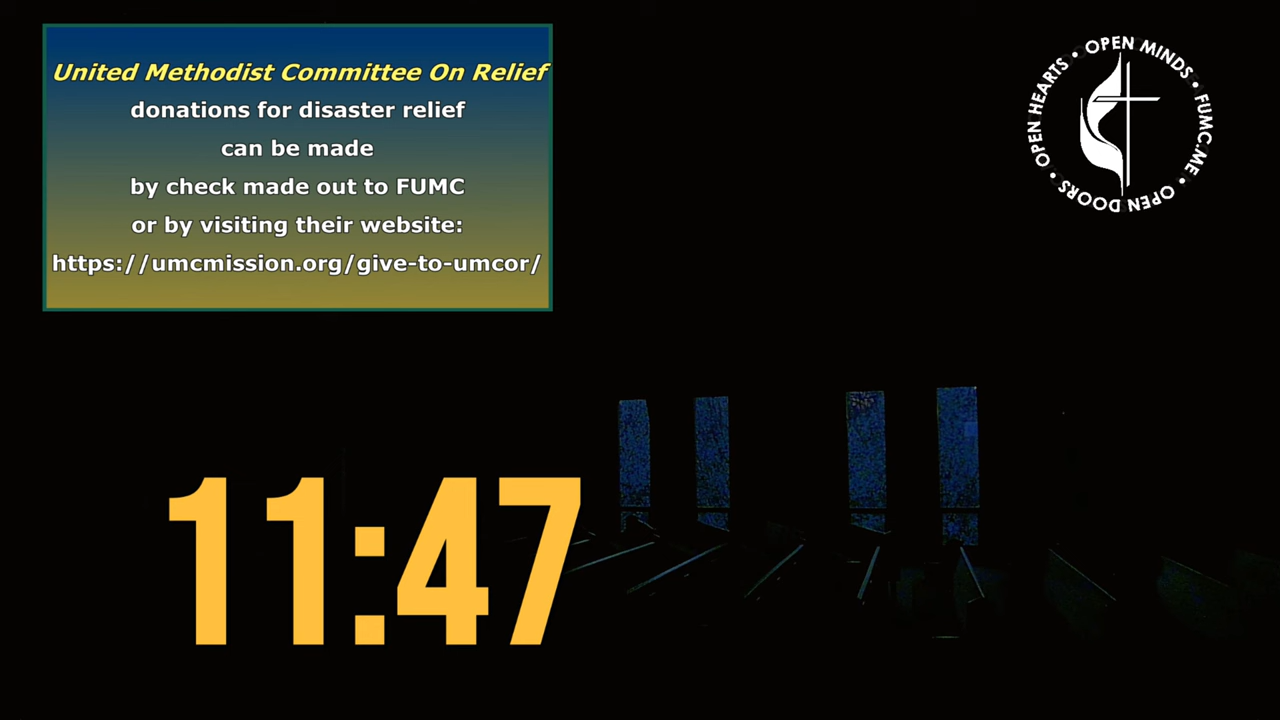 United Methodist Committee On Relief
donations for disaster relief
can be made
by check made out to FUMC
or by visiting their website:
https://umcmission.org/give-to-umcor/
OPEN HEARTS • OPEN MINDS • FUMC.ME • OPEN DOORS •
11:47